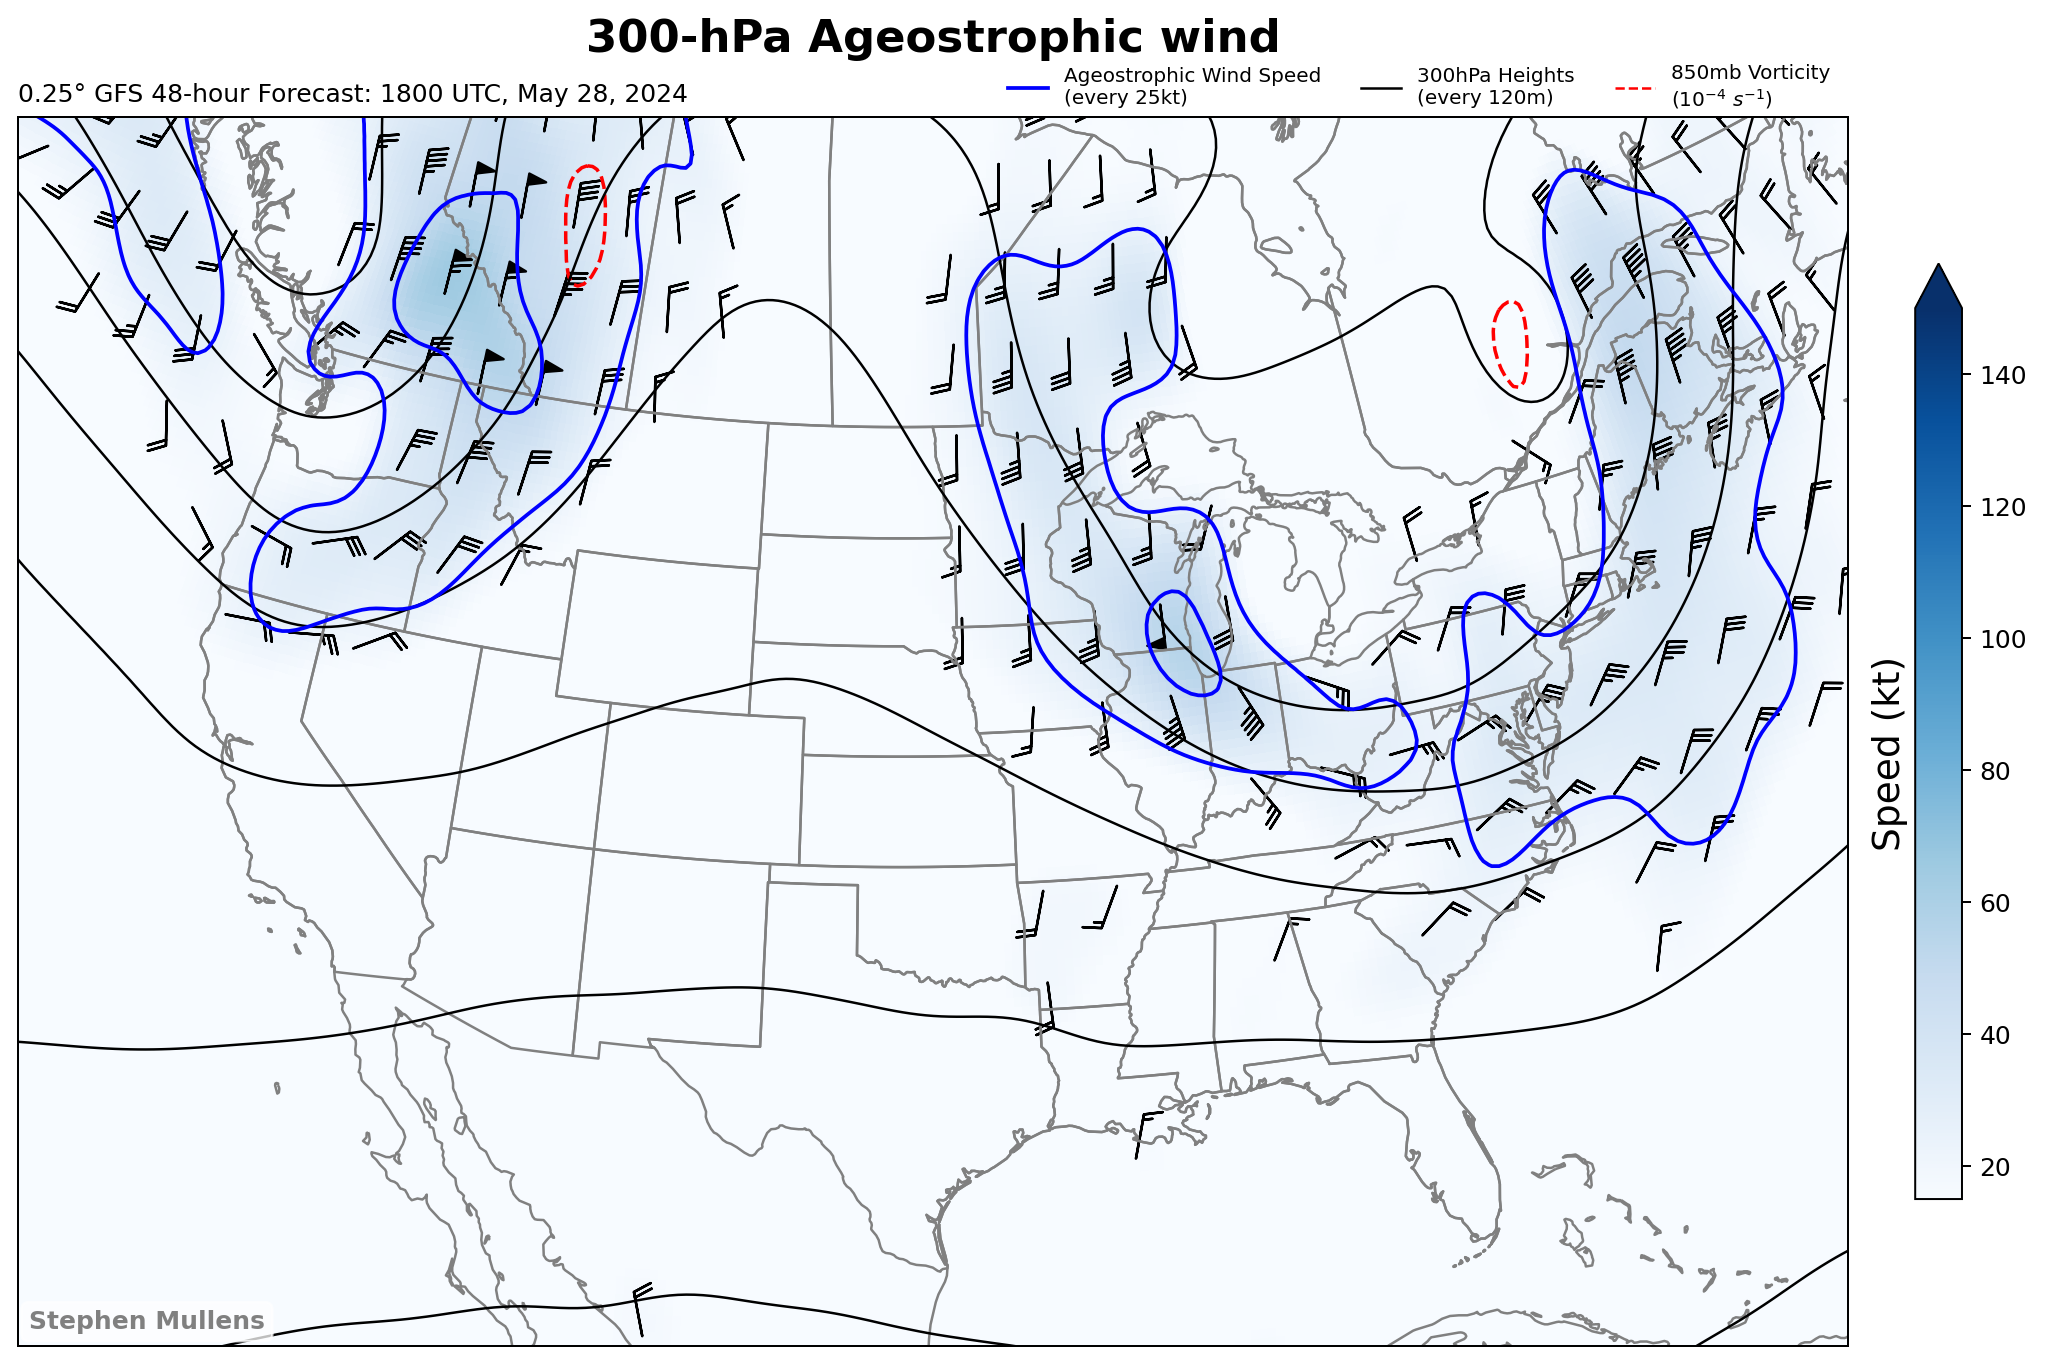 300-hPa Ageostrophic wind
0.25° GFS 48-hour Forecast: 1800 UTC, May 28, 2024
Ageostrophic Wind Speed
(every 25kt)
300hPa Heights
(every 120m)
850mb Vorticity
(10⁻⁴ s⁻¹)
140
120
100
80
60
40
20
Speed (kt)
Stephen Mullens